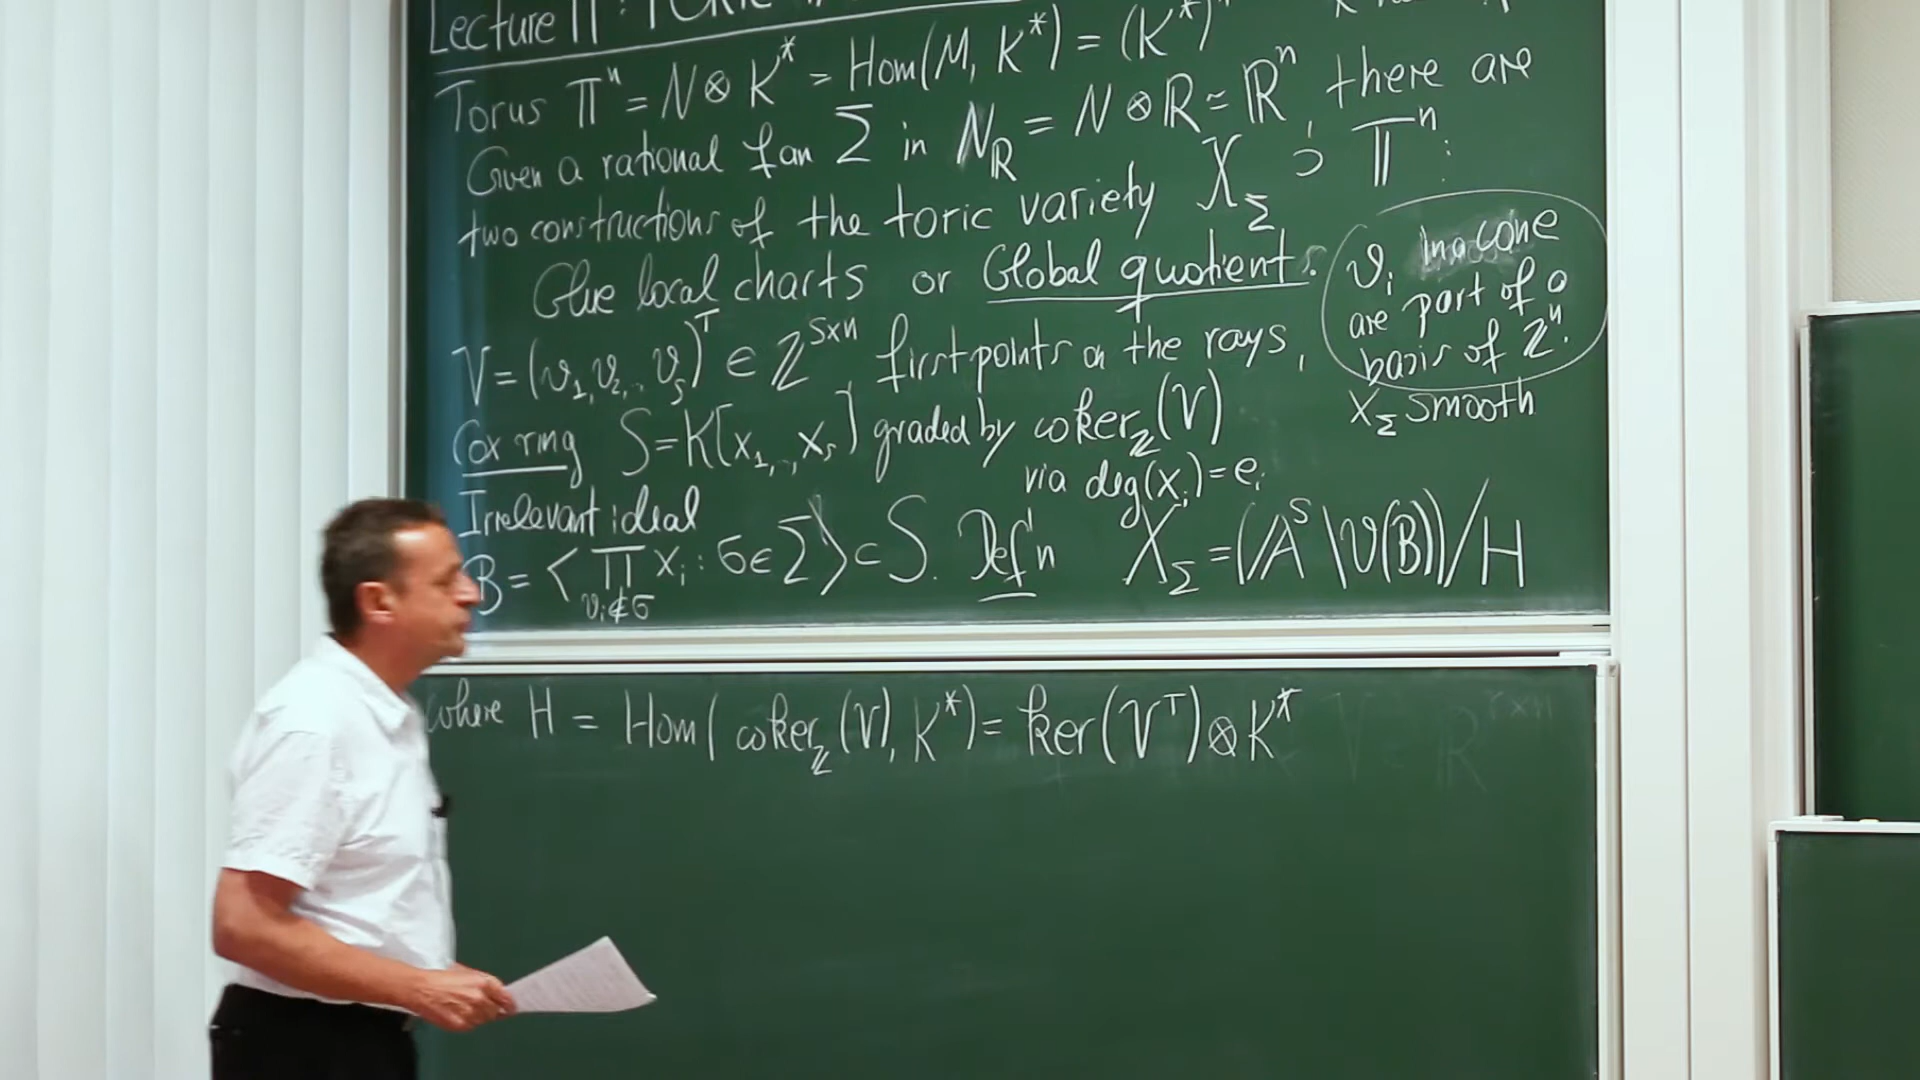 Lecture 11: Toric
Torus 𝕋ⁿ = N ⊗ K* = Hom(M, K*) = (K*)ⁿ
Given a rational fan Σ in N_ℝ = N ⊗ ℝ ≃ ℝⁿ, there are
two constructions of the toric variety X_Σ ⊃ 𝕋ⁿ:
Glue local charts or Global quotient:
V = (v₁, v₂, .., v_s)ᵀ ∈ ℤ^{s×n} first points on the rays,
Cox ring S = K[x₁, .., x_s] graded by coker_ℤ(V)
via deg(x_i) = e_i
Irrelevant ideal
B = ⟨ ∏_{v_i ∉ σ} x_i : σ ∈ Σ ⟩ ⊂ S. Def'n X_Σ = (𝔸ˢ \ V(B)) / H
v_i in a cone
are part of a
basis of ℤⁿ.
X_Σ smooth
where H = Hom(coker_ℤ(V), K*) = ker(Vᵀ) ⊗ K*